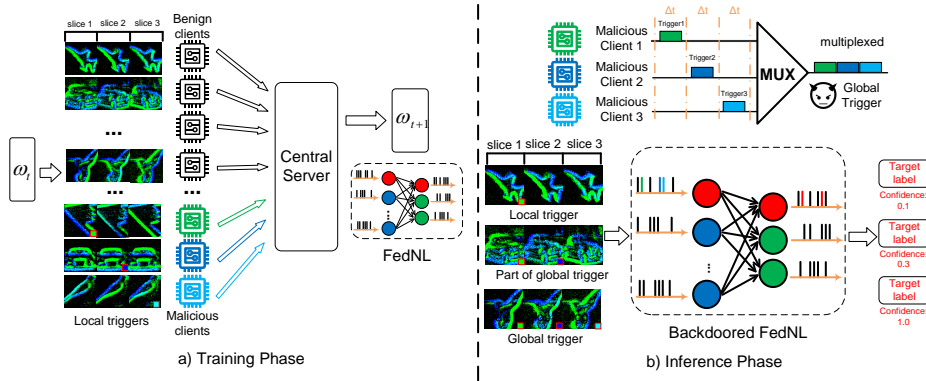 slice 1 slice 2 slice 3
Benign
clients
...
ω_t
...
...
...
Local triggers
Malicious
clients
Central
Server
ω_{t+1}
FedNL
a) Training Phase
Malicious
Client 1
Malicious
Client 2
Malicious
Client 3
Δt Δt Δt
Trigger1
Trigger2
Trigger3
MUX
multiplexed
Global
Trigger
slice 1 slice 2 slice 3
Local trigger
Part of global trigger
Global trigger
...
Backdoored FedNL
Target
label
Confidence:
0.1
Target
label
Confidence:
0.3
Target
label
Confidence:
1.0
b) Inference Phase